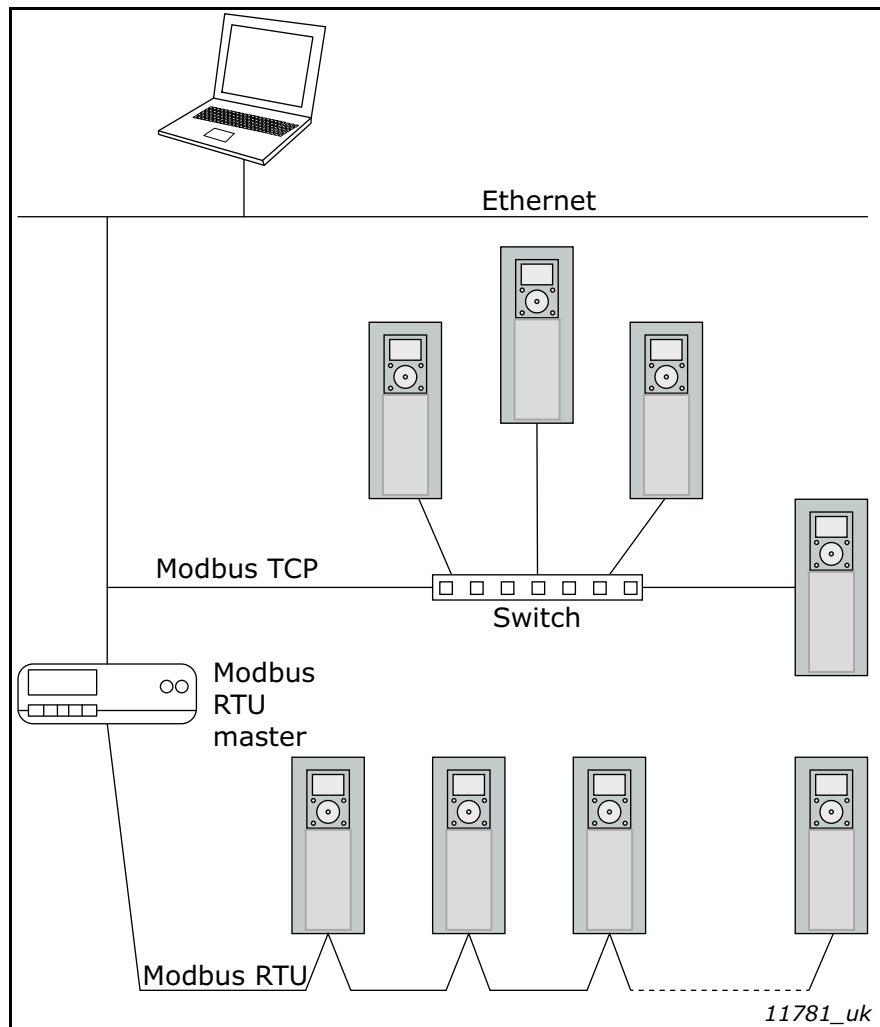 Ethernet
Modbus TCP
Switch
Modbus
RTU
master
Modbus RTU
11781_uk